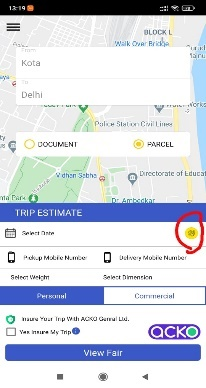 13:19
BLOCK L
Walk Over Bridge
From
Kota
To
Delhi
Police Station Civil Lines
DOCUMENT
PARCEL
Vidhan Sabha
Directorate of Educat
Dr. Ambedkar
TRIP ESTIMATE
Select Date
Pickup Mobile Number
Delivery Mobile Number
Select Weight
Select Dimension
Personal
Commercial
Insure Your Trip With ACKO Genral Ltd.
Yes Insure My Trip
ACKO
View Fair